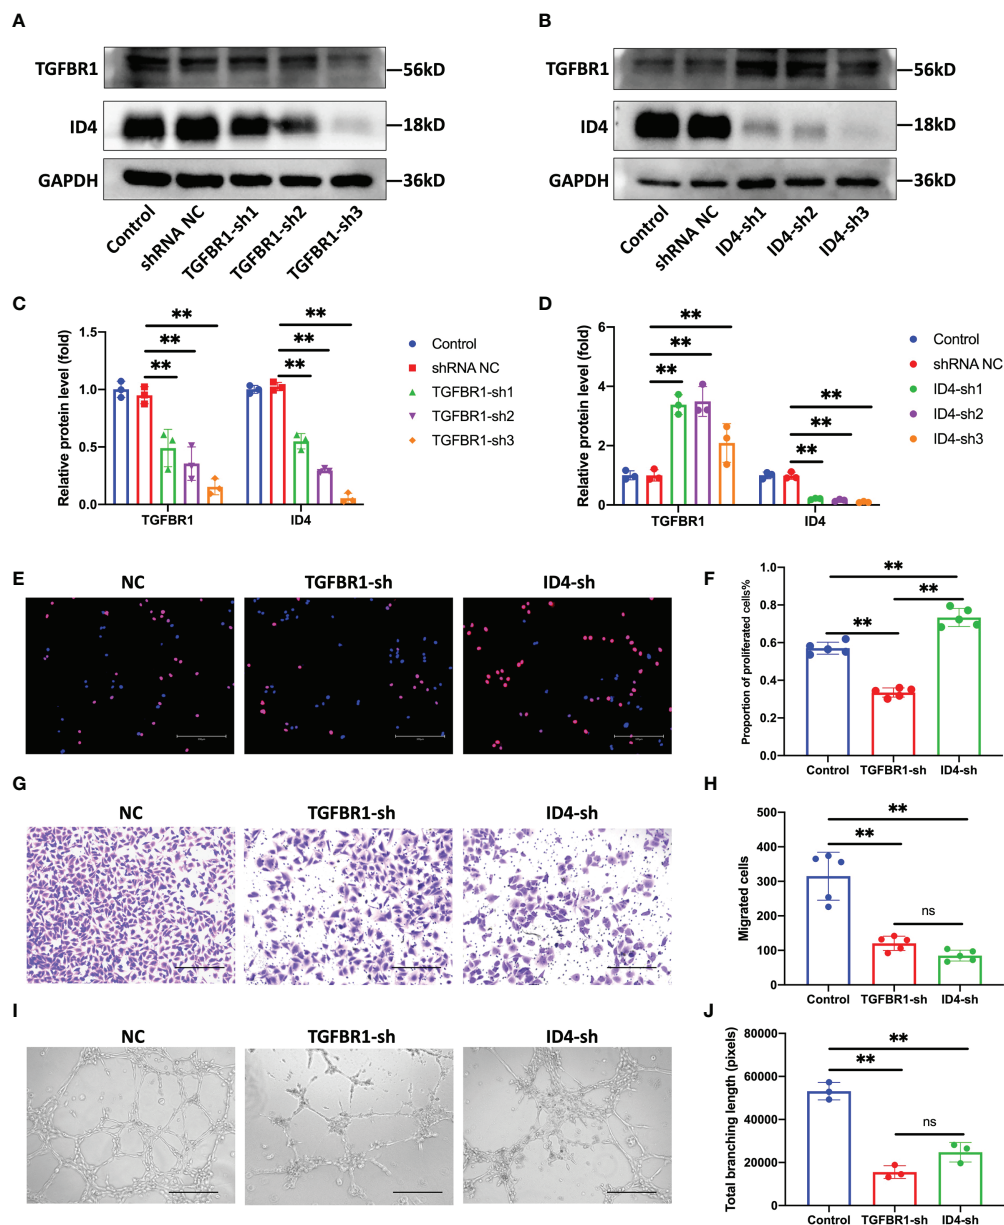 A
TGFBR1
56kD
ID4
18kD
GAPDH
36kD
Control
shRNA NC
TGFBR1-sh1
TGFBR1-sh2
TGFBR1-sh3
B
TGFBR1
56kD
ID4
18kD
GAPDH
36kD
Control
shRNA NC
ID4-sh1
ID4-sh2
ID4-sh3
C
Relative protein level (fold)
1.5
1.0
0.5
0.0
**
**
**
**
**
**
TGFBR1
ID4
Control
shRNA NC
TGFBR1-sh1
TGFBR1-sh2
TGFBR1-sh3
D
Relative protein level (fold)
6
4
2
0
**
**
**
**
**
**
TGFBR1
ID4
Control
shRNA NC
ID4-sh1
ID4-sh2
ID4-sh3
E
NC
TGFBR1-sh
ID4-sh
F
Proportion of proliferated cells%
1.0
0.8
0.6
0.4
0.2
0.0
**
**
**
Control
TGFBR1-sh
ID4-sh
G
NC
TGFBR1-sh
ID4-sh
H
Migrated cells
500
400
300
200
100
0
**
**
ns
Control
TGFBR1-sh
ID4-sh
I
NC
TGFBR1-sh
ID4-sh
J
Total branching length (pixels)
80000
60000
40000
20000
0
**
**
ns
Control
TGFBR1-sh
ID4-sh